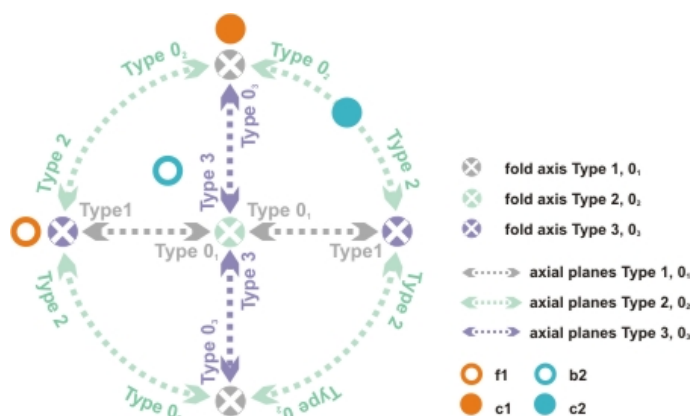 Type 0₂ Type 0₂
Type 0₃
Type 2 Type 3 Type 2
Type1 Type 0₁
Type 0₁ Type1
Type 2 Type 3 Type 2
Type 0₃
Type 0₂ Type 0₂
fold axis Type 1, 0₁
fold axis Type 2, 0₂
fold axis Type 3, 0₃
axial planes Type 1, 0₁
axial planes Type 2, 0₂
axial planes Type 3, 0₃
f1 b2
c1 c2